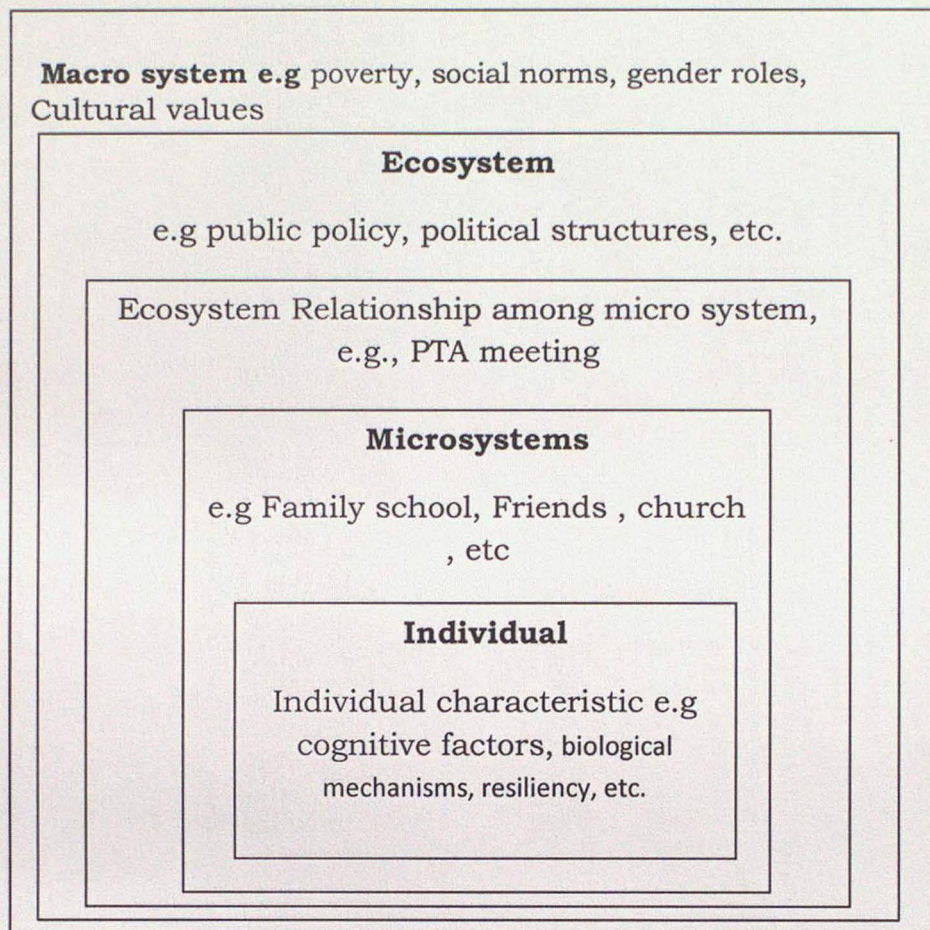 Macro system e.g poverty, social norms, gender roles,
Cultural values
Ecosystem
e.g public policy, political structures, etc.
Ecosystem Relationship among micro system,
e.g., PTA meeting
Microsystems
e.g Family school, Friends , church
, etc
Individual
Individual characteristic e.g
cognitive factors, biological
mechanisms, resiliency, etc.